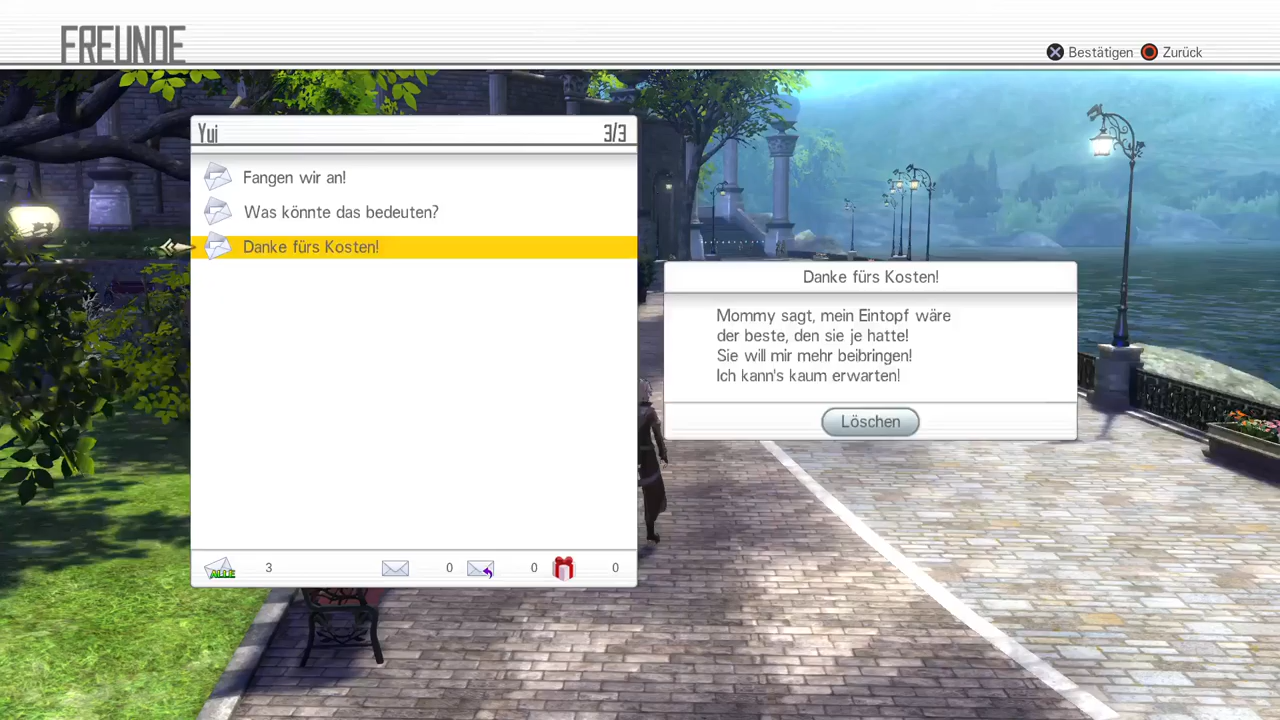 FREUNDE
Bestätigen Zurück
Yui 3/3
Fangen wir an!
Was könnte das bedeuten?
Danke fürs Kosten!
Danke fürs Kosten!
Mommy sagt, mein Eintopf wäre
der beste, den sie je hatte!
Sie will mir mehr beibringen!
Ich kann's kaum erwarten!
Löschen
ALLE 3 0 0 0